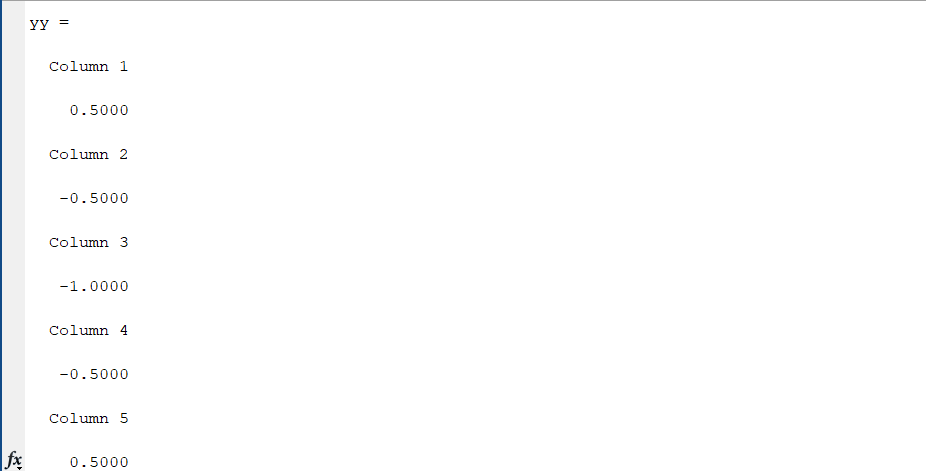 yy =
Column 1
0.5000
Column 2
-0.5000
Column 3
-1.0000
Column 4
-0.5000
Column 5
fx 0.5000